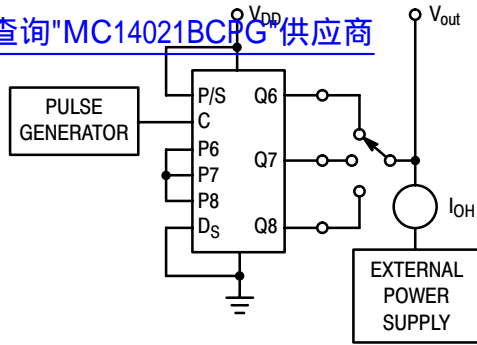 查询"MC14021BCPG"供应商
VDD
Vout
PULSE
GENERATOR
P/S
C
P6
P7
P8
DS
Q6
Q7
Q8
IOH
EXTERNAL
POWER
SUPPLY